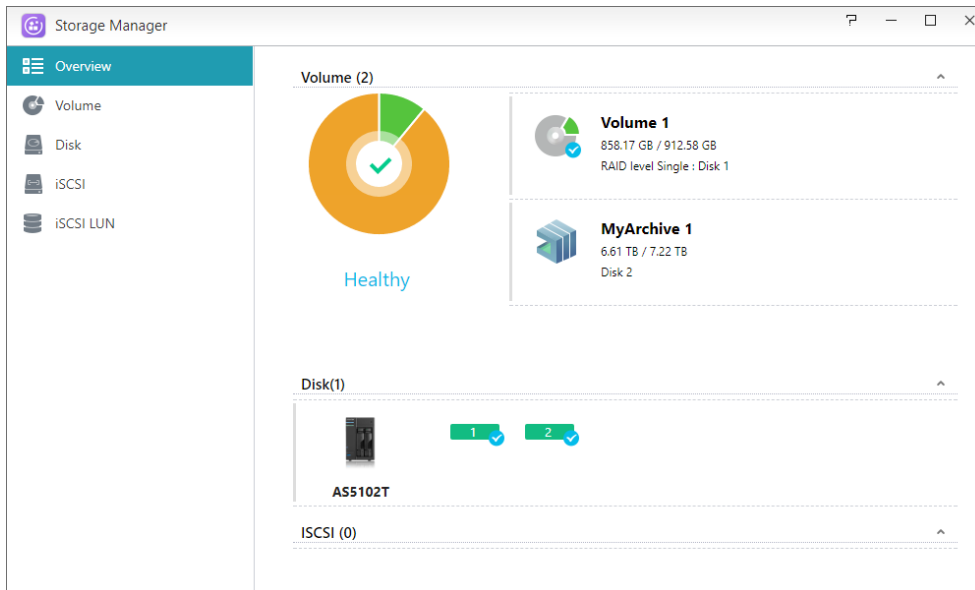 Storage Manager
Overview
Volume
Disk
iSCSI
iSCSI LUN
Volume (2)
Healthy
Volume 1
858.17 GB / 912.58 GB
RAID level Single : Disk 1
MyArchive 1
6.61 TB / 7.22 TB
Disk 2
Disk(1)
AS5102T
1
2
ISCSI (0)